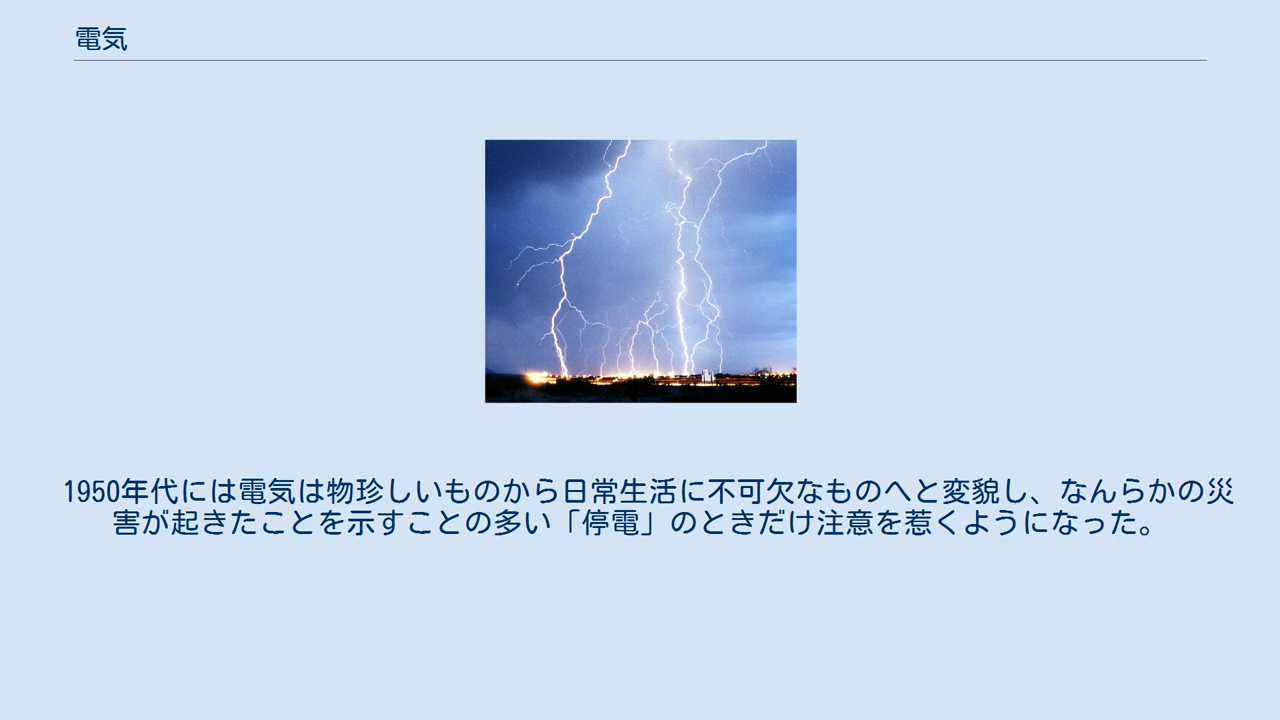 電気
1950年代には電気は物珍しいものから日常生活に不可欠なものへと変貌し、なんらかの災
害が起きたことを示すことの多い「停電」のときだけ注意を惹くようになった。